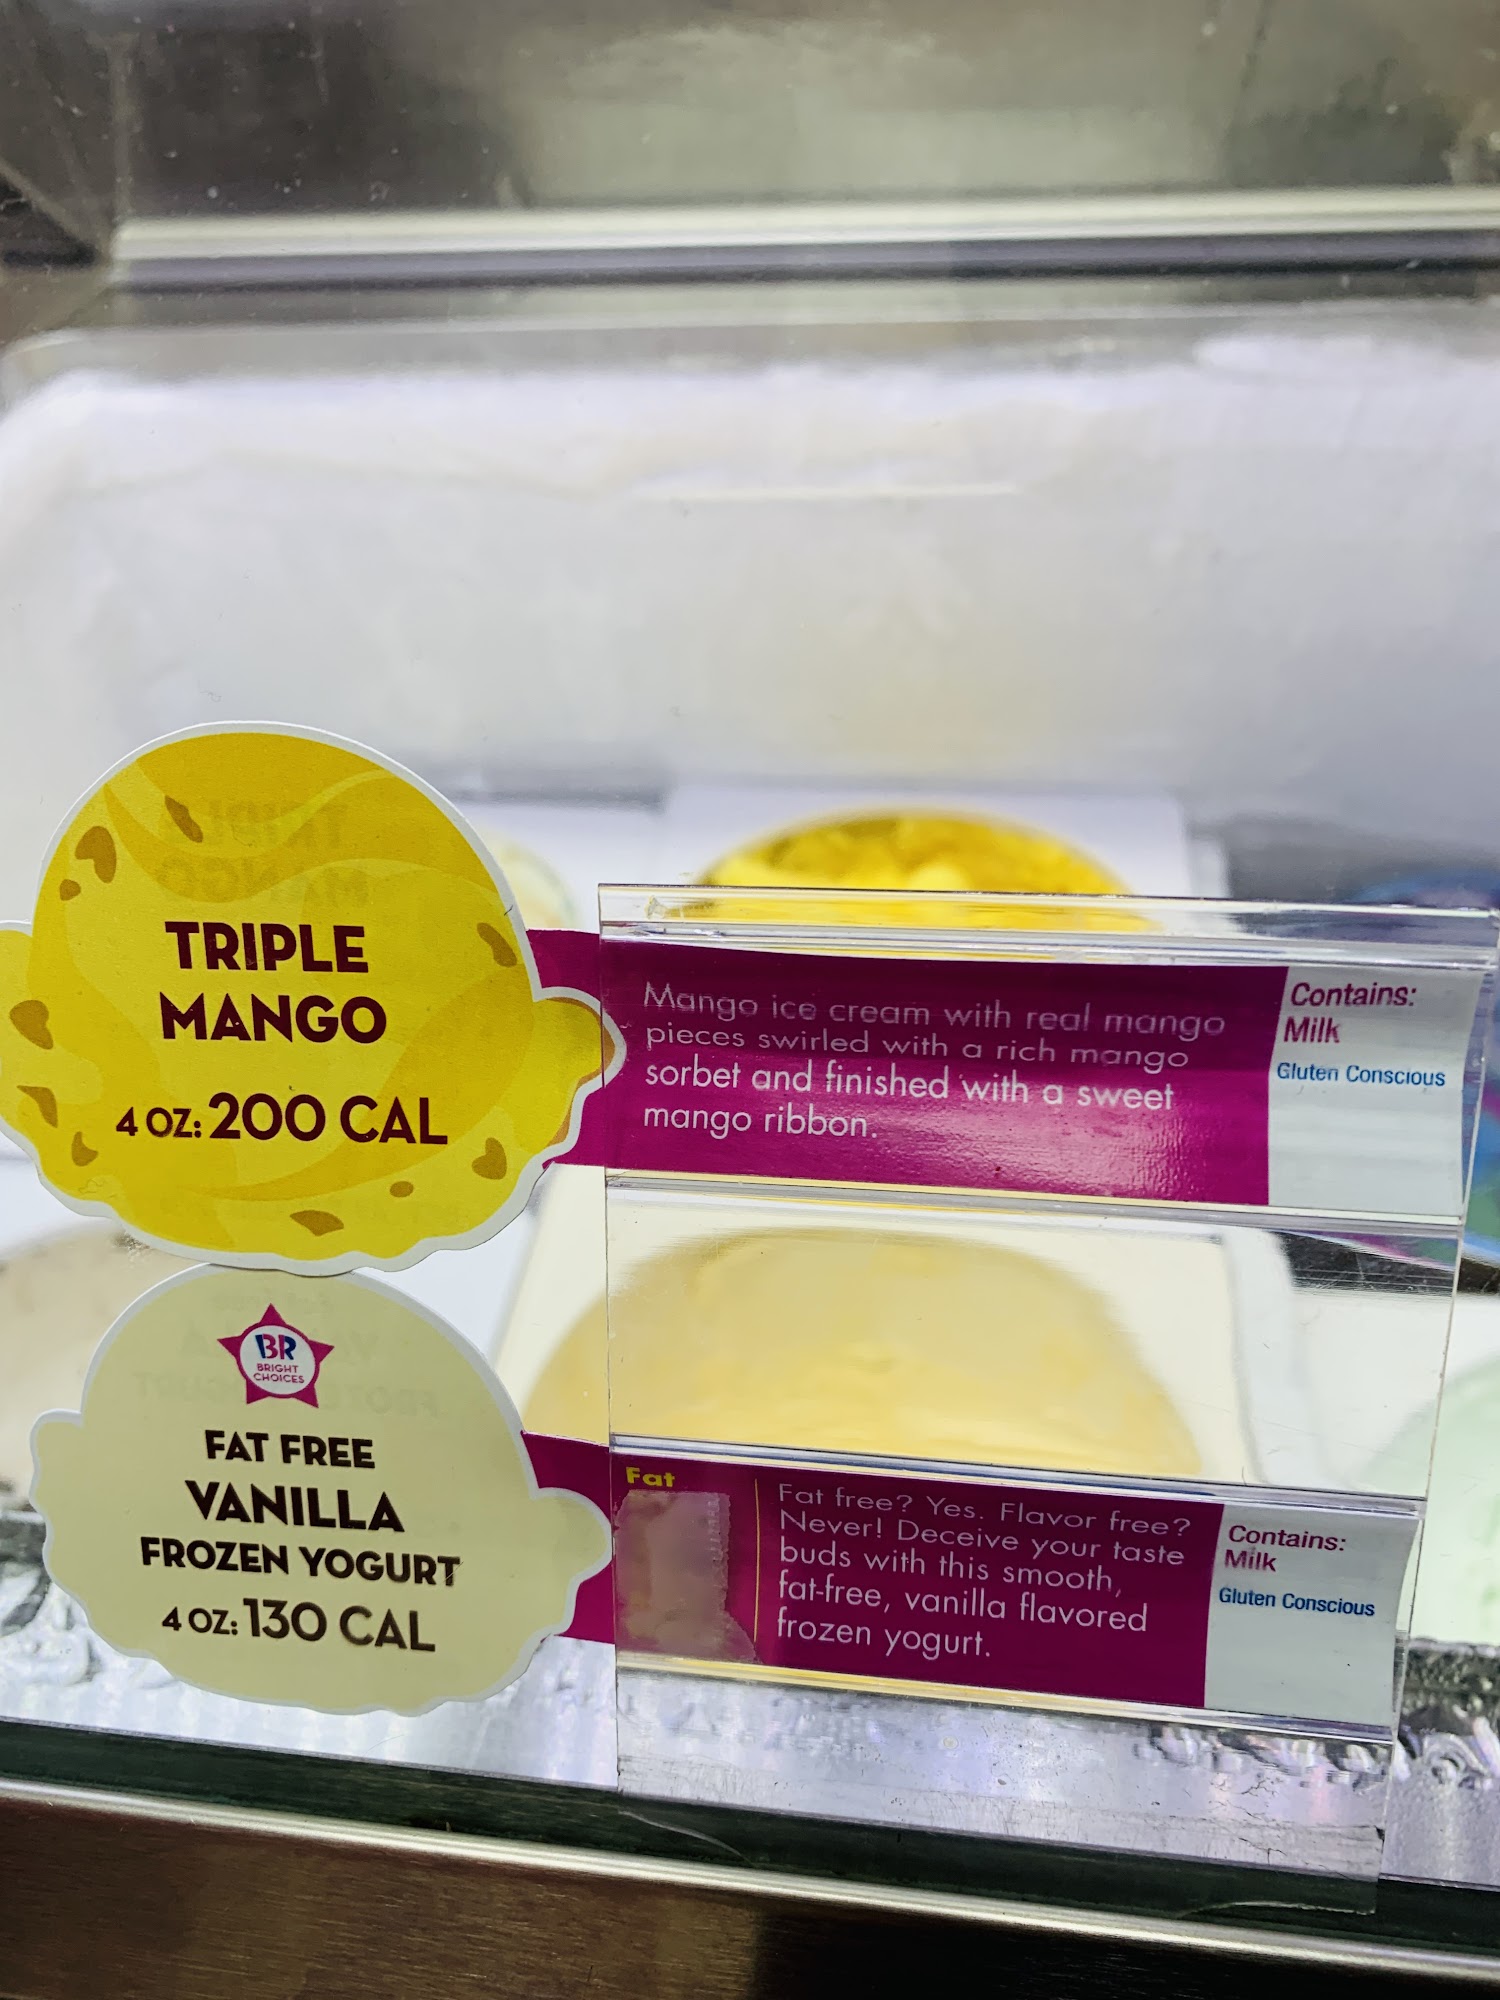 TRIPLE
MANGO
4 OZ: 200 CAL
Mango ice cream with real mango
pieces swirled with a rich mango
sorbet and finished with a sweet
mango ribbon.
Contains:
Milk
Gluten Conscious
BR
BRIGHT
CHOICES
FAT FREE
VANILLA
FROZEN YOGURT
4 OZ: 130 CAL
Fat
Fat free? Yes. Flavor free?
Never! Deceive your taste
buds with this smooth,
fat-free, vanilla flavored
frozen yogurt.
Contains:
Milk
Gluten Conscious